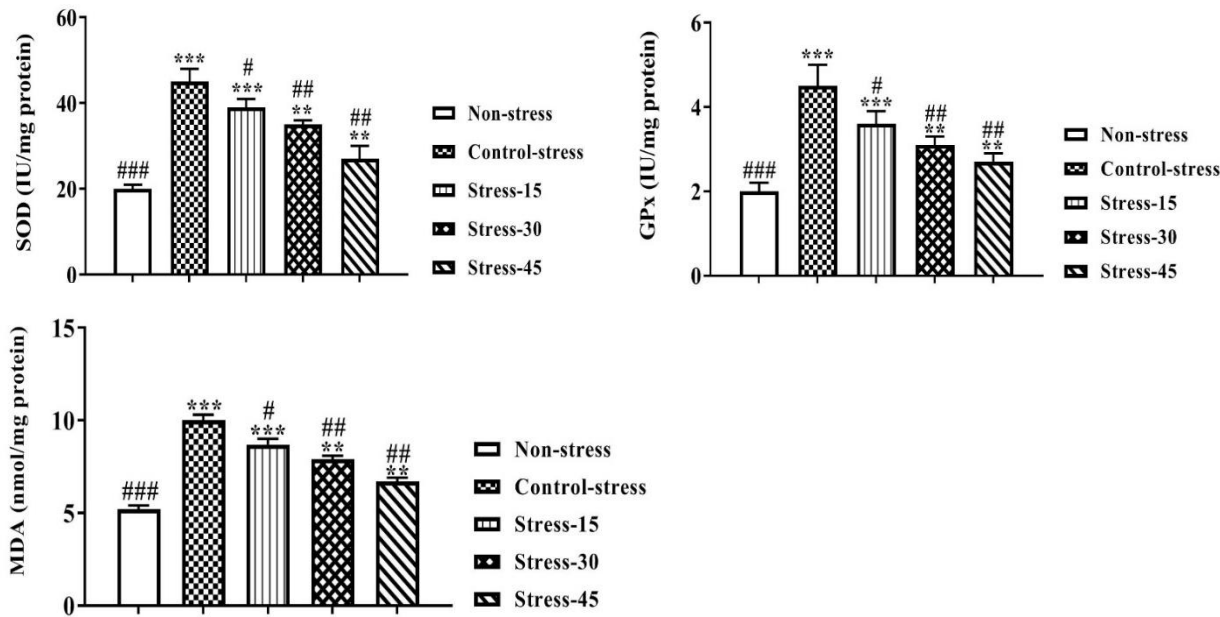 SOD (IU/mg protein)
60
40
20
0
###
***
#
***
##
**
##
**
Non-stress
Control-stress
Stress-15
Stress-30
Stress-45
GPx (IU/mg protein)
6
4
2
0
###
***
#
***
##
**
##
**
Non-stress
Control-stress
Stress-15
Stress-30
Stress-45
MDA (nmol/mg protein)
15
10
5
0
###
***
#
***
##
**
##
**
Non-stress
Control-stress
Stress-15
Stress-30
Stress-45